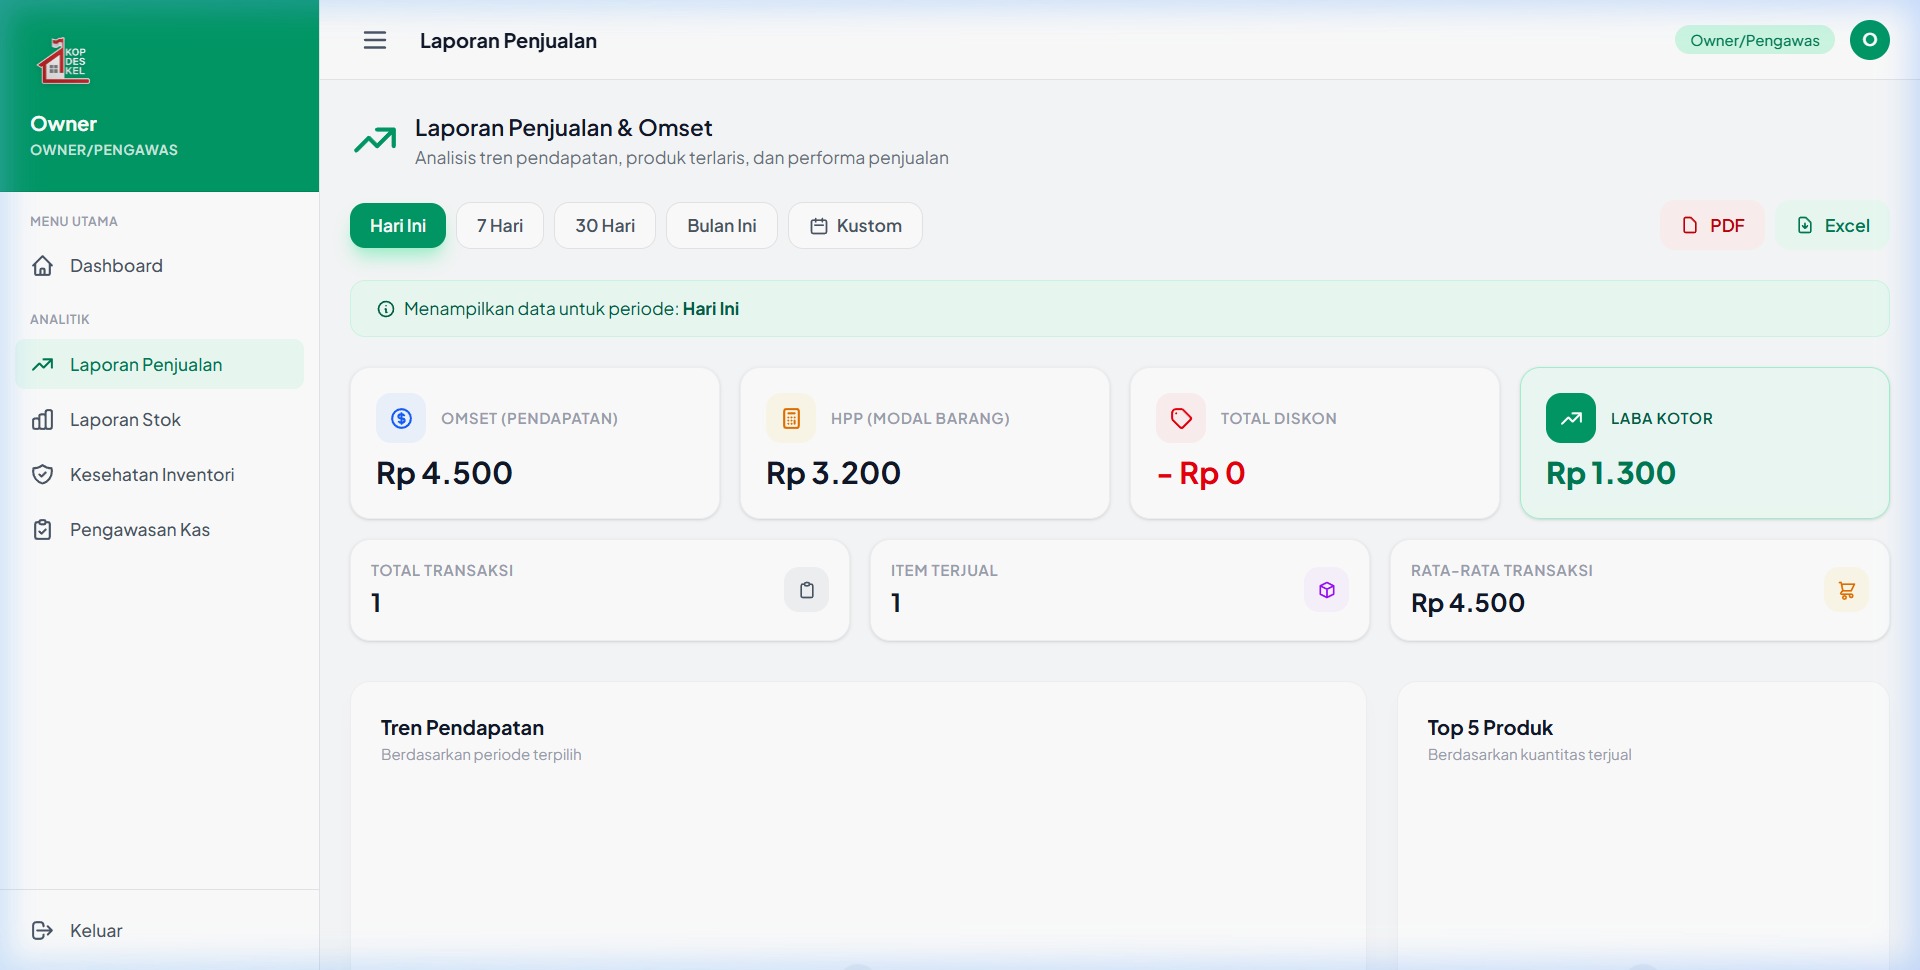 KOP
DES
KEL
Owner
OWNER/PENGAWAS
MENU UTAMA
Dashboard
ANALITIK
Laporan Penjualan
Laporan Stok
Kesehatan Inventori
Pengawasan Kas
Keluar
Laporan Penjualan
Owner/Pengawas
O
Laporan Penjualan & Omset
Analisis tren pendapatan, produk terlaris, dan performa penjualan
Hari Ini
7 Hari
30 Hari
Bulan Ini
Kustom
PDF
Excel
Menampilkan data untuk periode: Hari Ini
OMSET (PENDAPATAN)
Rp 4.500
HPP (MODAL BARANG)
Rp 3.200
TOTAL DISKON
- Rp 0
LABA KOTOR
Rp 1.300
TOTAL TRANSAKSI
1
ITEM TERJUAL
1
RATA-RATA TRANSAKSI
Rp 4.500
Tren Pendapatan
Berdasarkan periode terpilih
Top 5 Produk
Berdasarkan kuantitas terjual